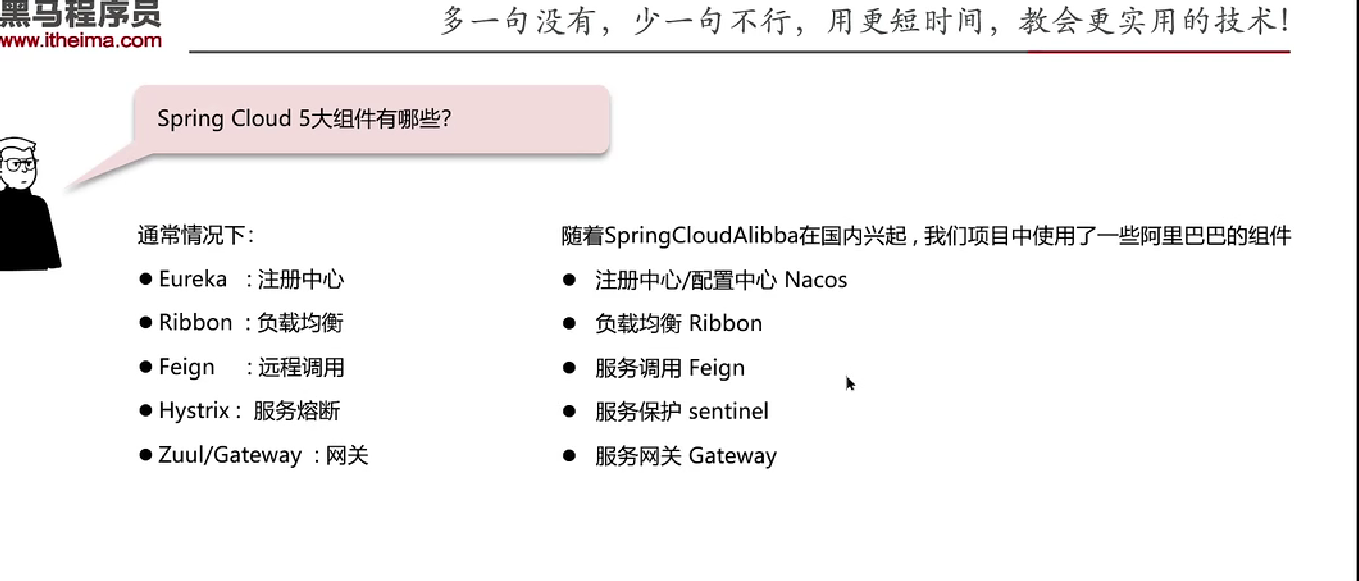 黑马程序员
www.itheima.com
多一句没有，少一句不行，用更短时间，教会更实用的技术！
Spring Cloud 5大组件有哪些？
通常情况下：
● Eureka ：注册中心
● Ribbon ：负载均衡
● Feign ：远程调用
● Hystrix ：服务熔断
● Zuul/Gateway ：网关
随着SpringCloudAlibba在国内兴起，我们项目中使用了一些阿里巴巴的组件
● 注册中心/配置中心 Nacos
● 负载均衡 Ribbon
● 服务调用 Feign
● 服务保护 sentinel
● 服务网关 Gateway